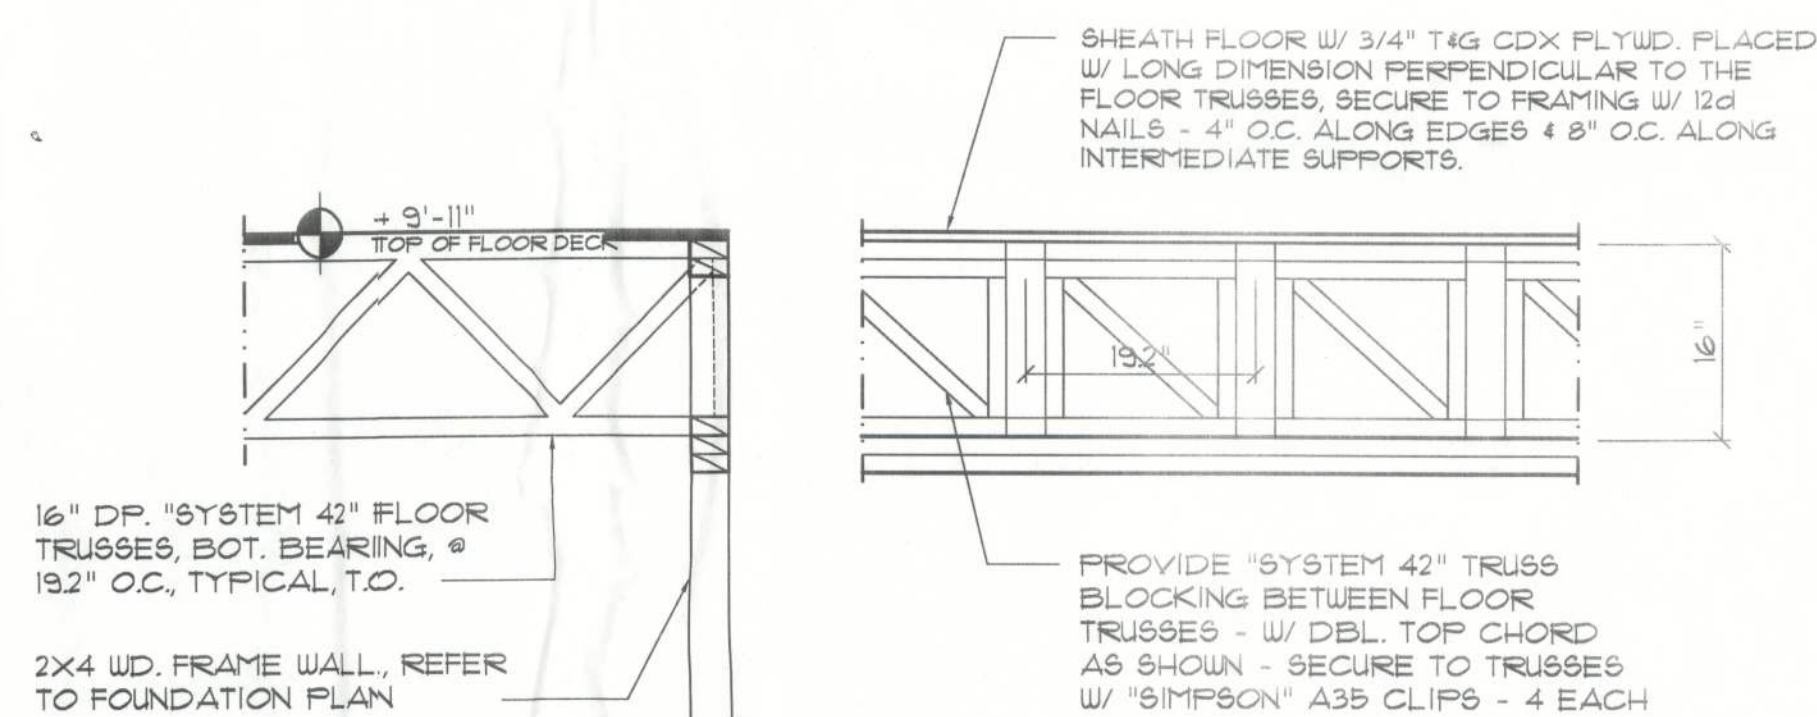 SHEATH FLOOR W/ 3/4" T&G CDX PLYWD. PLACED
W/ LONG DIMENSION PERPENDICULAR TO THE
FLOOR TRUSSES, SECURE TO FRAMING W/ 12d
NAILS - 4" O.C. ALONG EDGES & 8" O.C. ALONG
INTERMEDIATE SUPPORTS.
+ 9'-11"
TOP OF FLOOR DECK
19.2"
16"
16" DP. "SYSTEM 42" FLOOR
TRUSSES, BOT. BEARING, @
19.2" O.C., TYPICAL, T.O.
2X4 WD. FRAME WALL., REFER
TO FOUNDATION PLAN
PROVIDE "SYSTEM 42" TRUSS
BLOCKING BETWEEN FLOOR
TRUSSES - W/ DBL. TOP CHORD
AS SHOWN - SECURE TO TRUSSES
W/ "SIMPSON" A35 CLIPS - 4 EACH